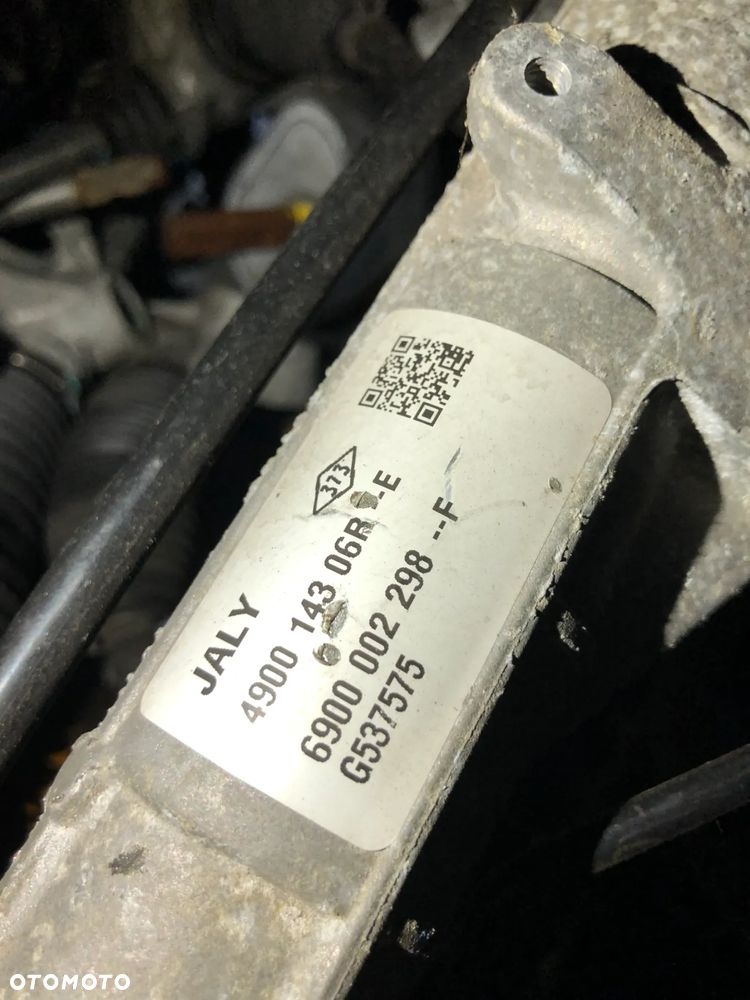 373
JALY
4900 143 06R -E
6900 002 298 --F
G537575
OTOMOTO